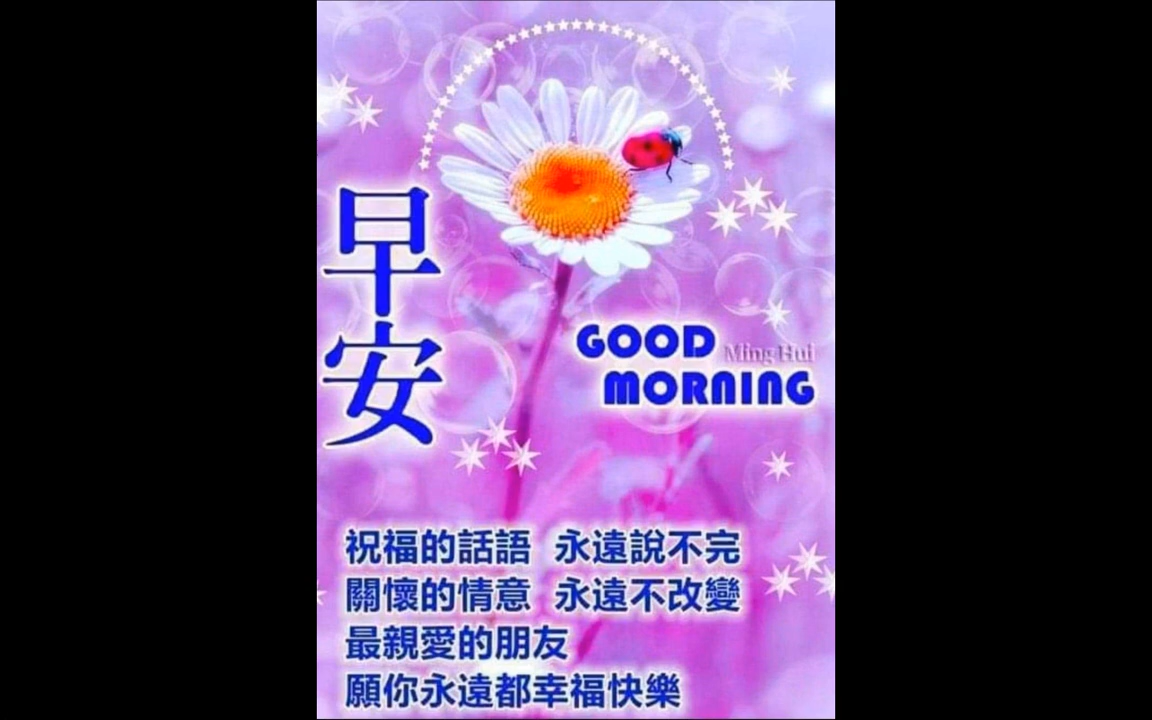 早安
GOOD
Ming Hui
MORNING
祝福的話語 永遠說不完
關懷的情意 永遠不改變
最親愛的朋友
願你永遠都幸福快樂